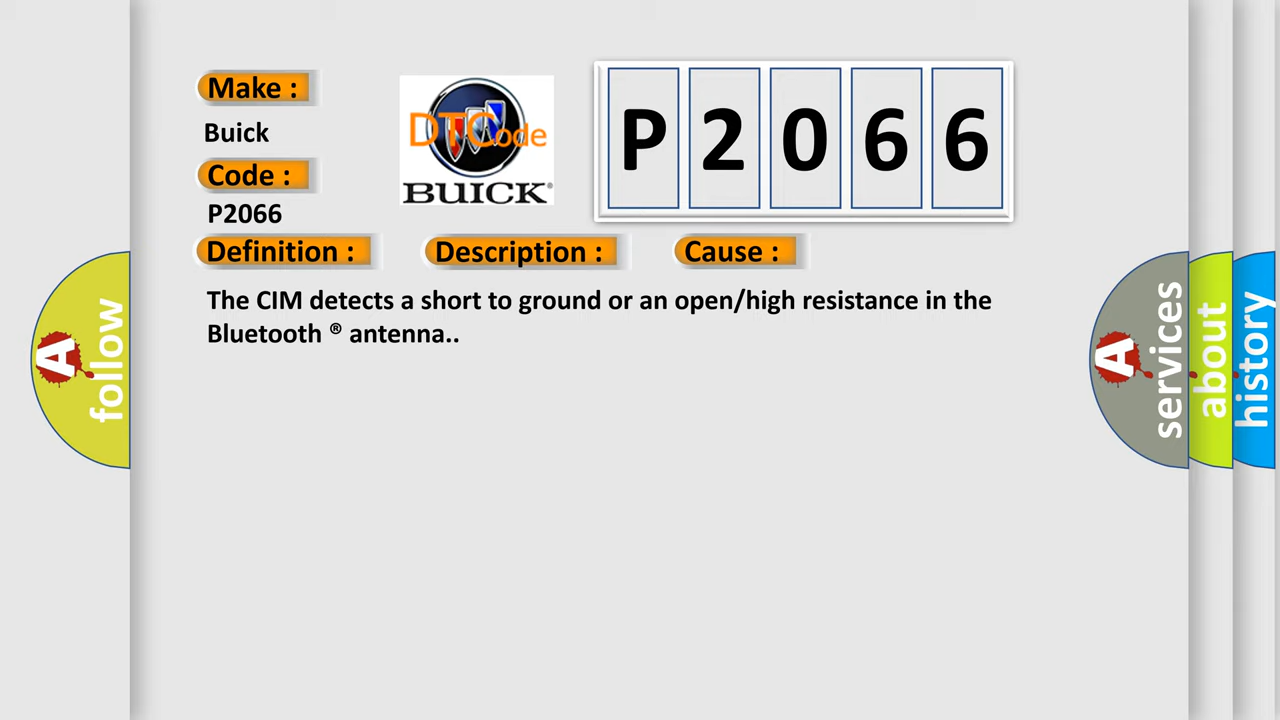 Make :
Buick
Code :
P2066
DTCode
BUICK®
P 2 0 6 6
Definition : Description : Cause :
The CIM detects a short to ground or an open/high resistance in the
Bluetooth ® antenna..
A follow
A services
about
history